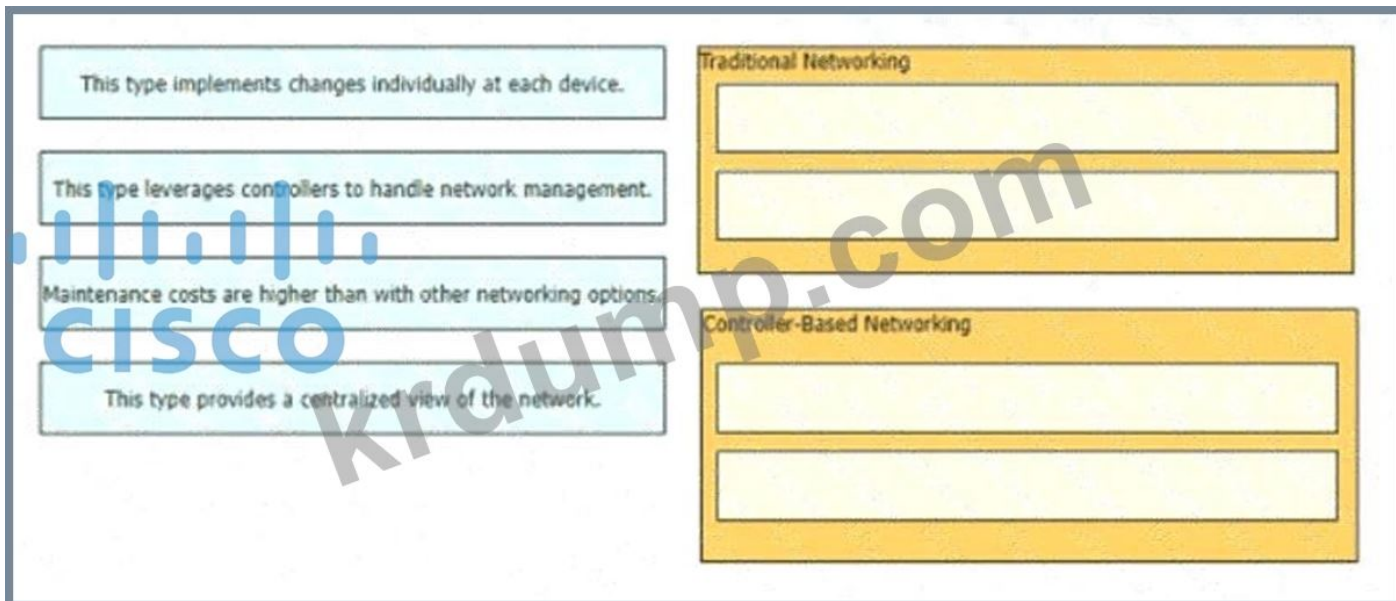 This type implements changes individually at each device.
This type leverages controllers to handle network management.
Maintenance costs are higher than with other networking options.
This type provides a centralized view of the network.
Traditional Networking
Controller-Based Networking
CISCO
krdump.com